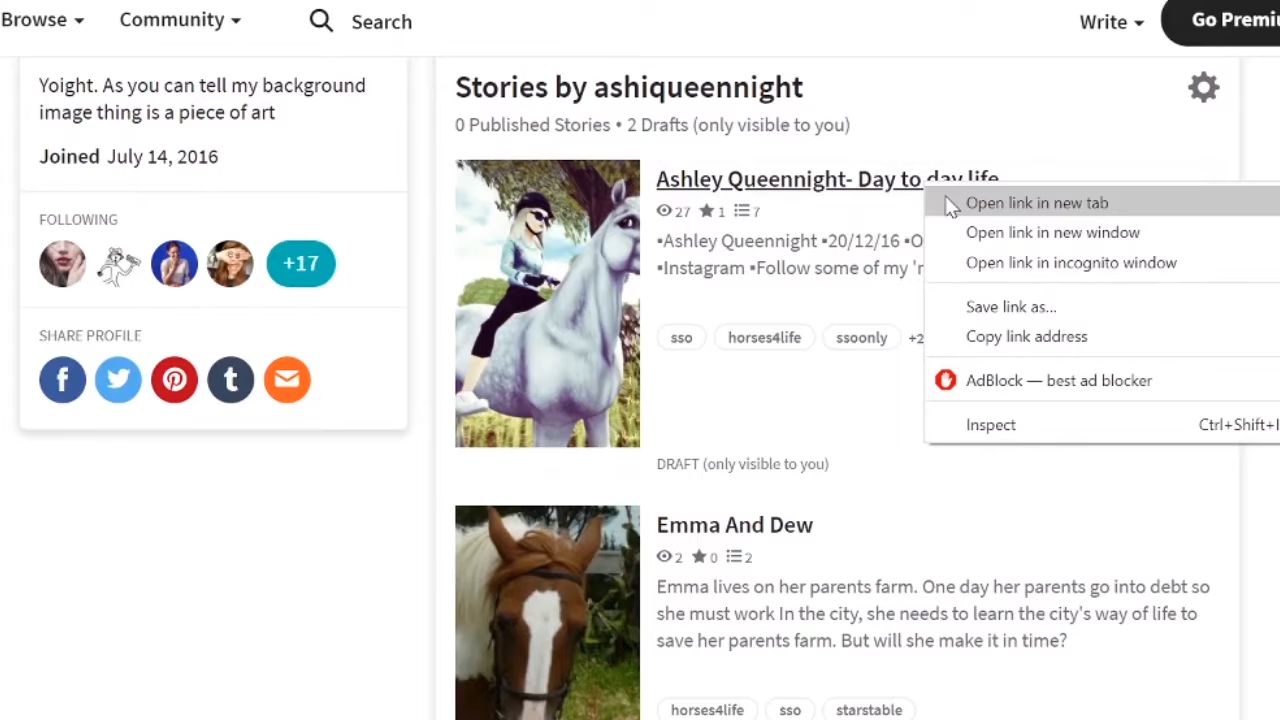 Browse
Community
Search
Write
Go Premiu
Yoight. As you can tell my background
image thing is a piece of art
Joined July 14, 2016
FOLLOWING
+17
SHARE PROFILE
Stories by ashiqueennight
0 Published Stories • 2 Drafts (only visible to you)
Ashley Queennight- Day to day life
27 1 7
▪Ashley Queennight ▪20/12/16 ▪O
▪Instagram ▪Follow some of my 'r
sso horses4life ssoonly +2
DRAFT (only visible to you)
Open link in new tab
Open link in new window
Open link in incognito window
Save link as...
Copy link address
AdBlock — best ad blocker
Inspect Ctrl+Shift+I
Emma And Dew
2 0 2
Emma lives on her parents farm. One day her parents go into debt so
she must work In the city, she needs to learn the city's way of life to
save her parents farm. But will she make it in time?
horses4life sso starstable